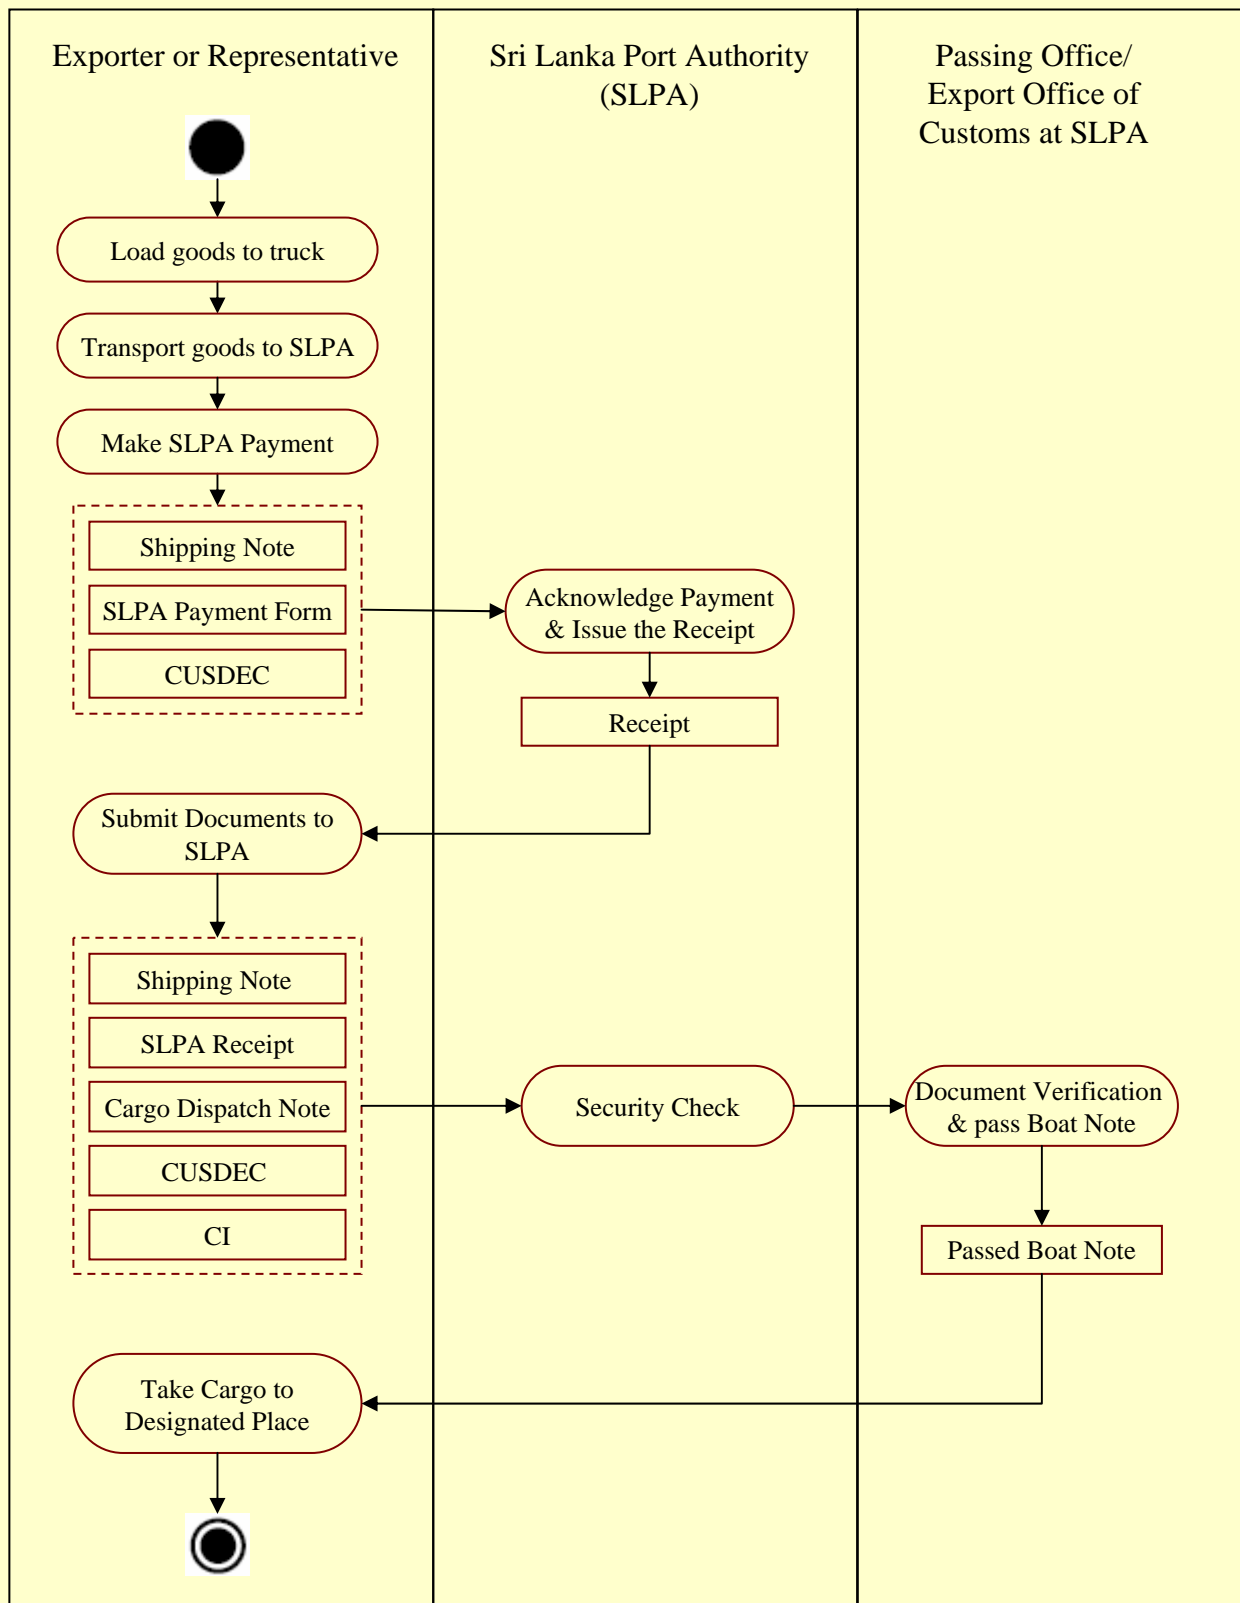 Exporter or Representative
Sri Lanka Port Authority
(SLPA)
Passing Office/
Export Office of
Customs at SLPA
Load goods to truck
Transport goods to SLPA
Make SLPA Payment
Shipping Note
SLPA Payment Form
CUSDEC
Acknowledge Payment
& Issue the Receipt
Receipt
Submit Documents to
SLPA
Shipping Note
SLPA Receipt
Cargo Dispatch Note
CUSDEC
CI
Security Check
Document Verification
& pass Boat Note
Passed Boat Note
Take Cargo to
Designated Place